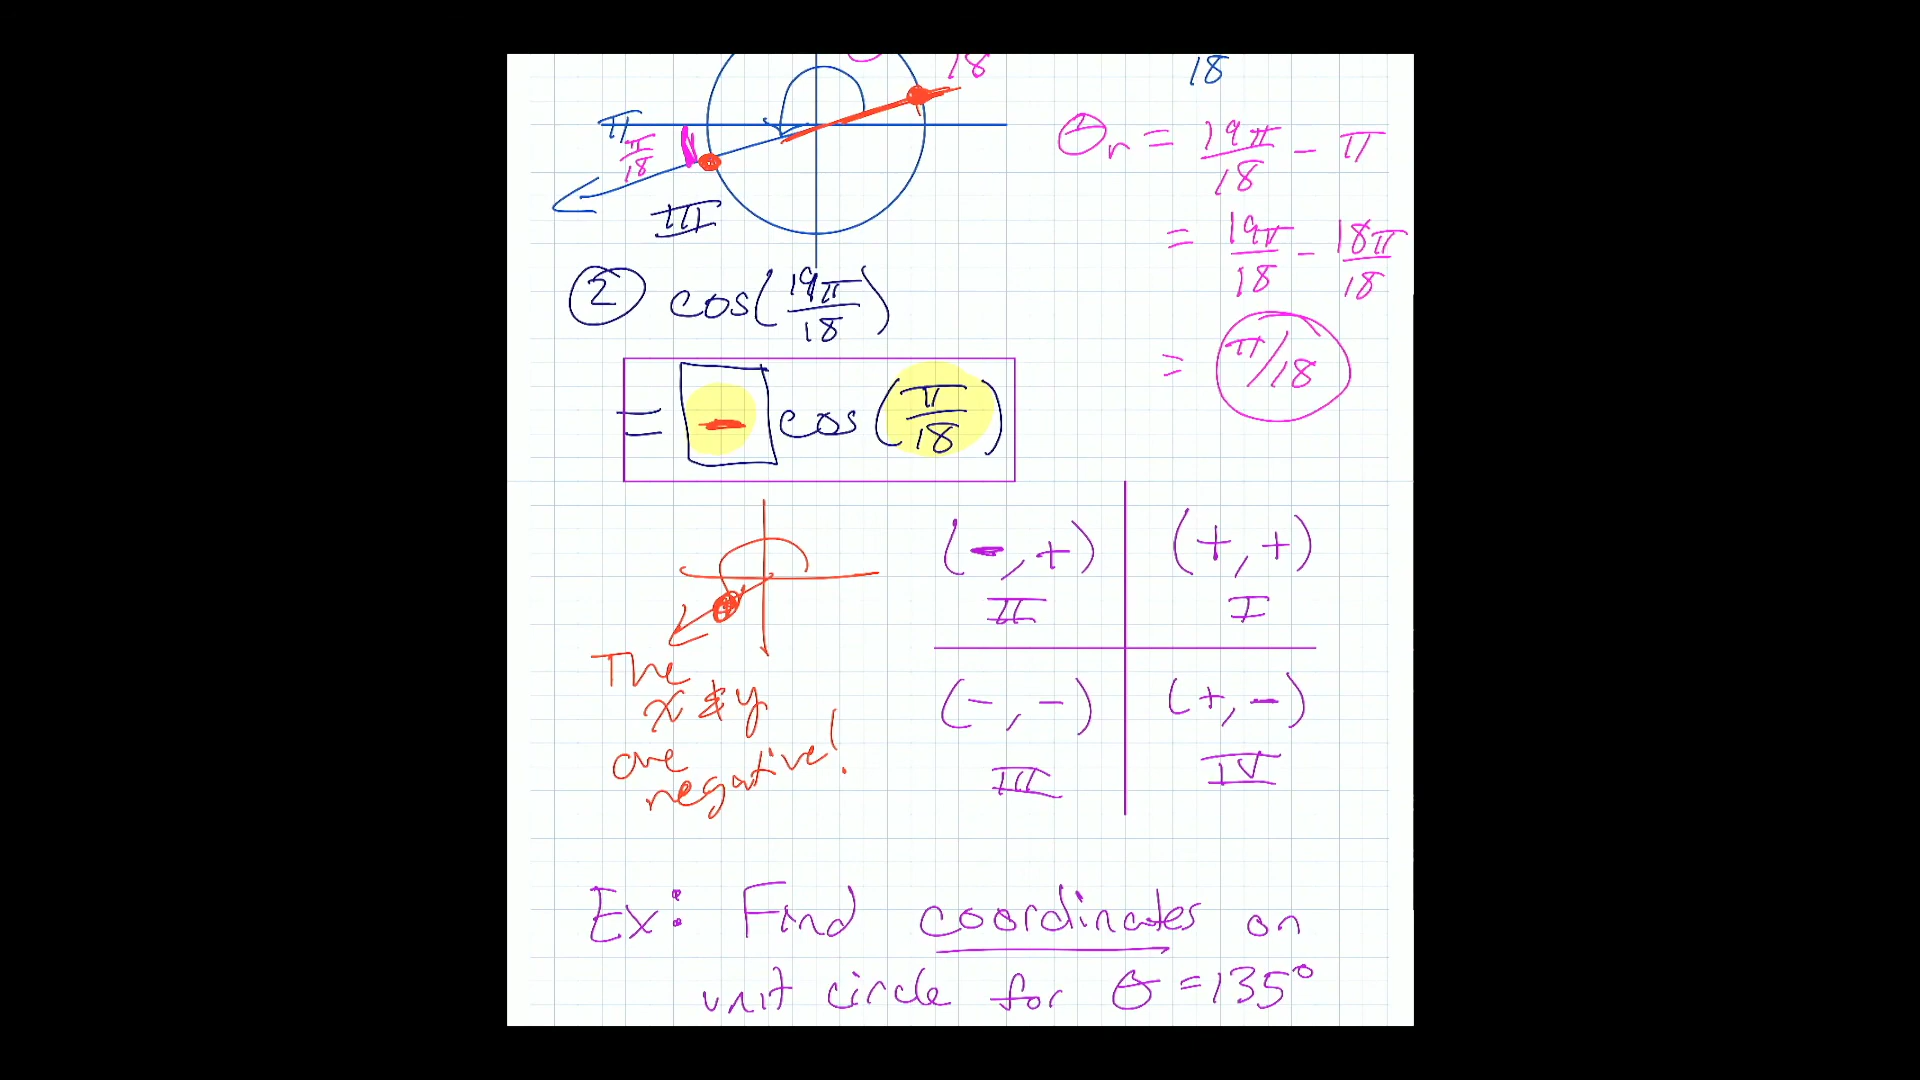 18
18
π
π/18
III
θr = 19π/18 - π
= 19π/18 - 18π/18
= π/18
② cos(19π/18)
= - cos(π/18)
(-, +)
II
(+, +)
I
(-, -)
III
(+, -)
IV
The
x & y
are
negative!
Ex: Find coordinates on
unit circle for θ = 135°